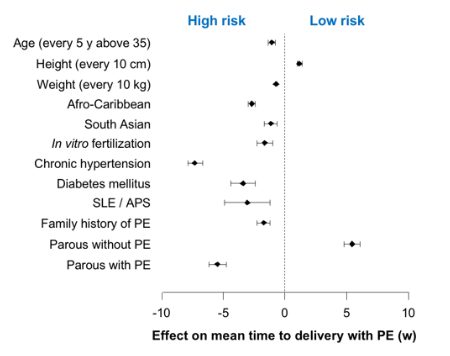 High risk Low risk
Age (every 5 y above 35)
Height (every 10 cm)
Weight (every 10 kg)
Afro-Caribbean
South Asian
In vitro fertilization
Chronic hypertension
Diabetes mellitus
SLE / APS
Family history of PE
Parous without PE
Parous with PE
-10 -5 0 5 10
Effect on mean time to delivery with PE (w)